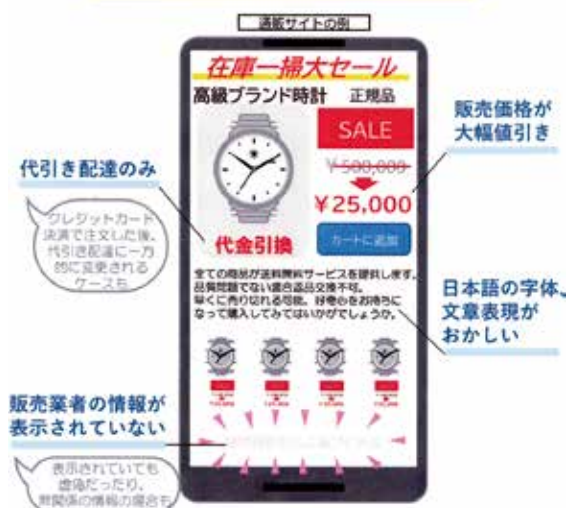 通販サイトの例
在庫一掃大セール
高級ブランド時計 正規品
SALE
¥500,000
¥25,000
代金引換
カートに追加
全ての商品が送料無料サービスを提供します。
品質問題でない場合返品交換不可。
早くに売り切れる可能、好奇心をお持ちに
なって購入してみてはいかがでしょうか。
販売価格が
大幅値引き
代引き配達のみ
クレジットカード
決済で注文した後、
代引き配達に一方
的に変更される
ケースも
日本語の字体、
文章表現が
おかしい
販売業者の情報が
表示されていない
表示されていても
虚偽だったり、
無関係の情報の場合も